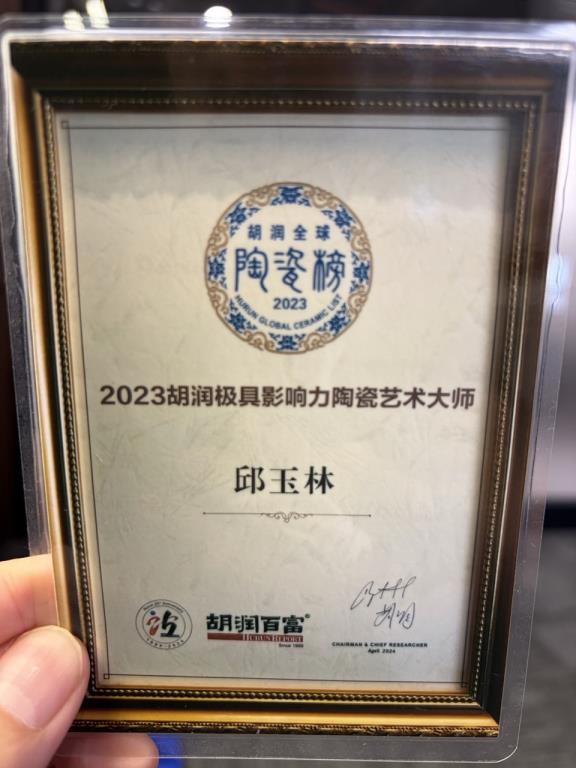 胡润全球
陶瓷榜
2023
HURUN GLOBAL CERAMIC LIST
2023胡润极具影响力陶瓷艺术大师
邱玉林
胡润百富®
HURUN REPORT
Since 1999
胡润
CHAIRMAN & CHIEF RESEARCHER
April, 2024